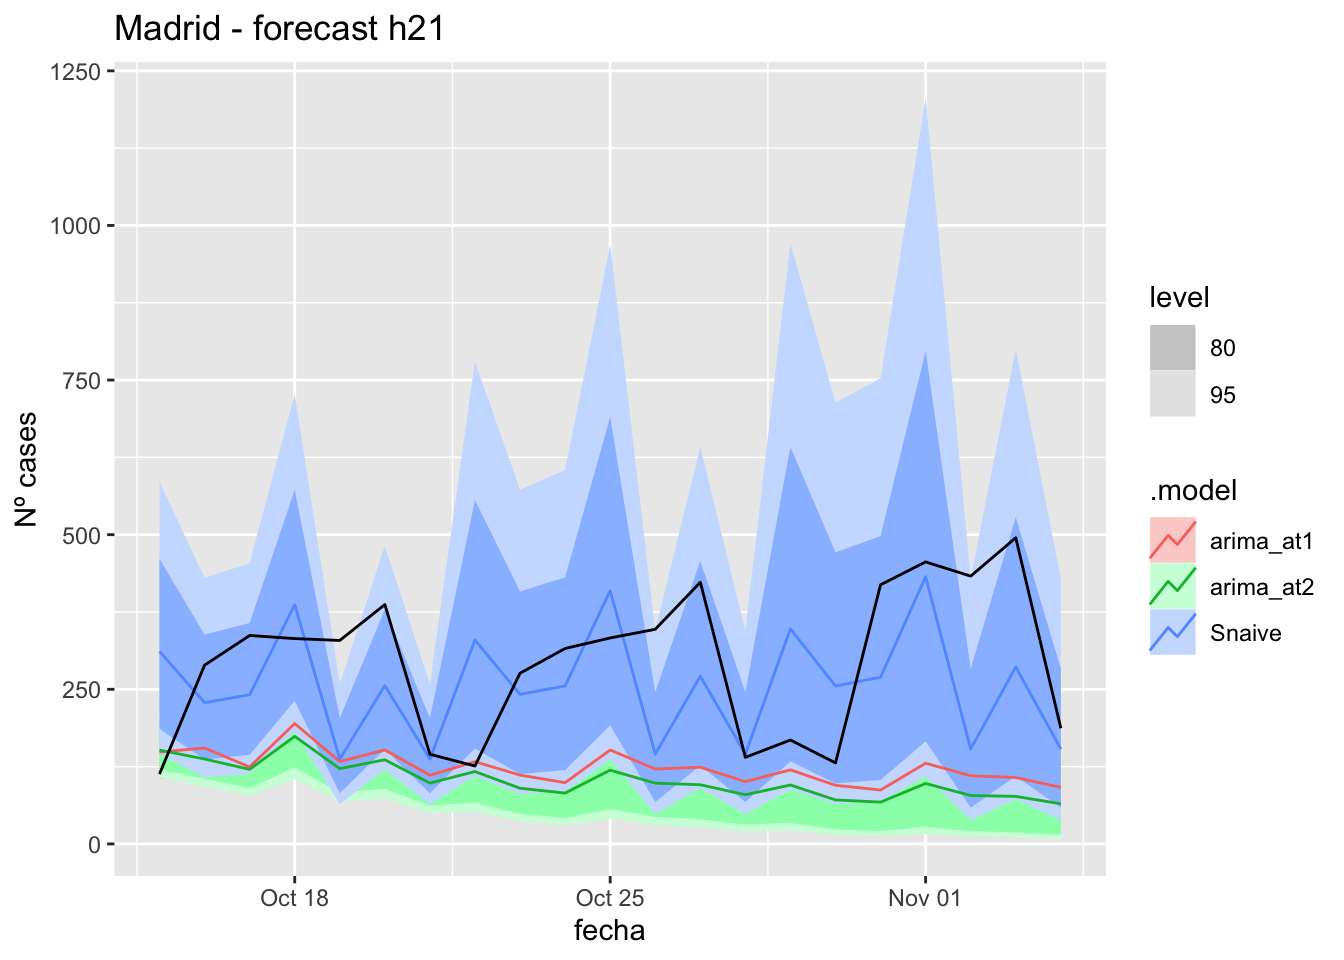 Madrid - forecast h21
1250
1000
750
500
250
0
Nº cases
Oct 18
Oct 25
Nov 01
fecha
level
80
95
.model
arima_at1
arima_at2
Snaive